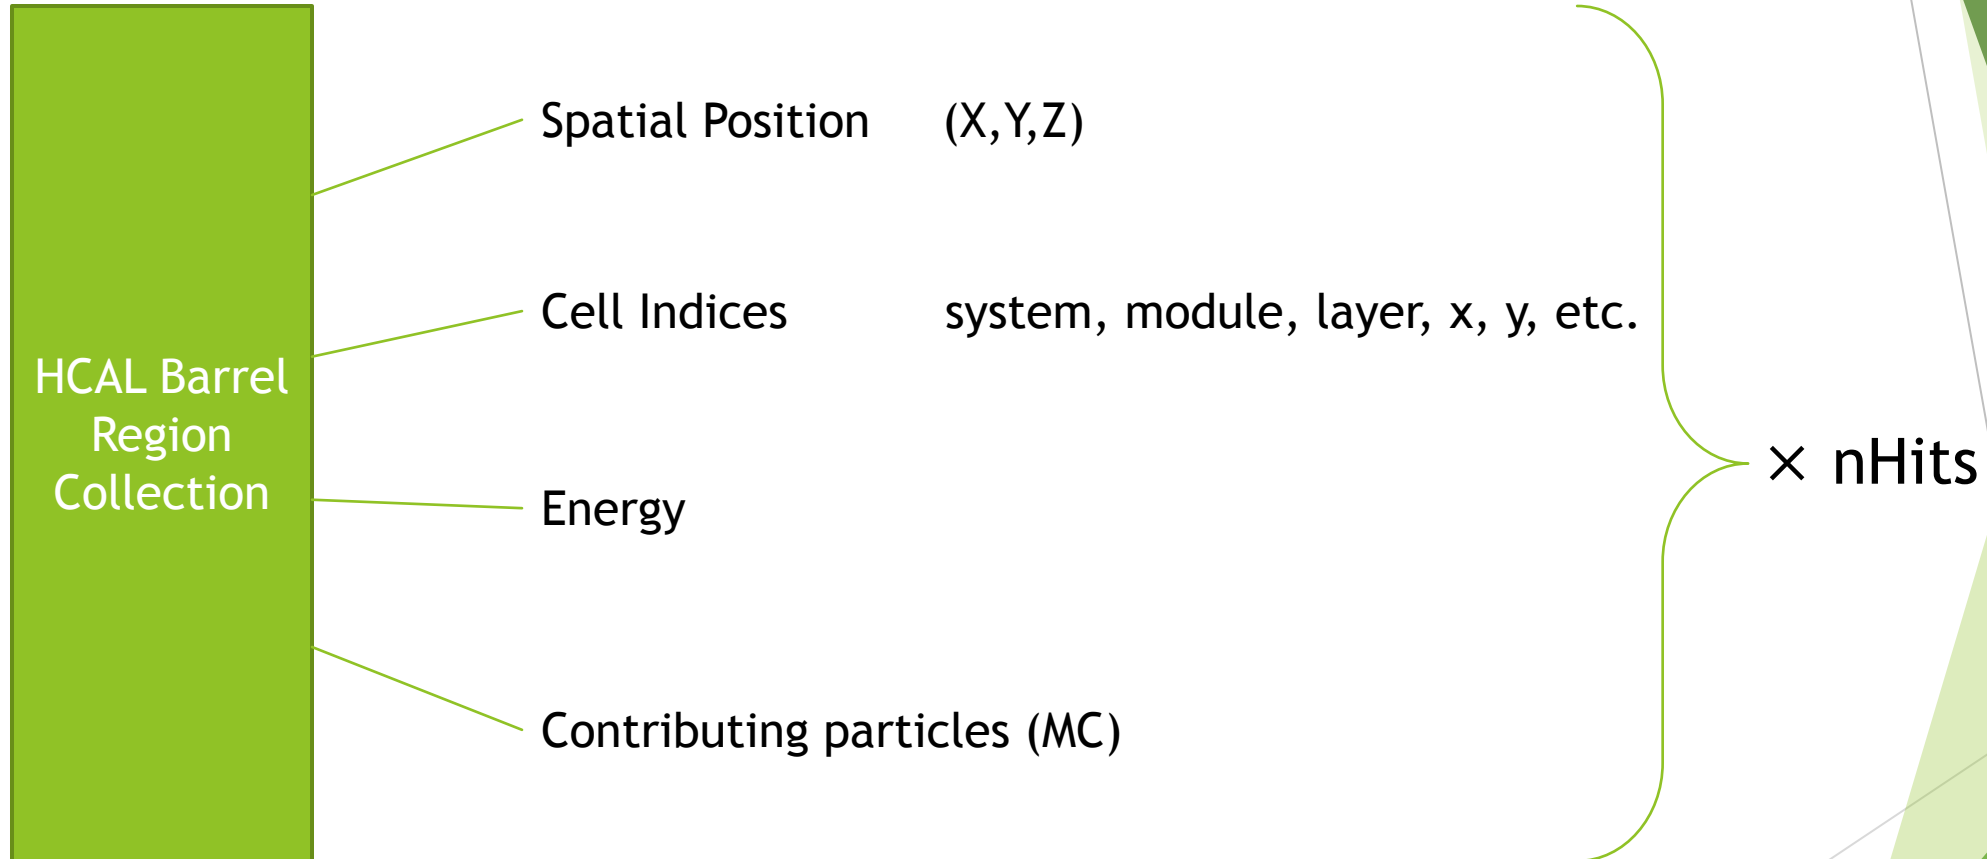 HCAL Barrel
Region
Collection
Spatial Position (X,Y,Z)
Cell Indices system, module, layer, x, y, etc.
Energy
Contributing particles (MC)
× nHits